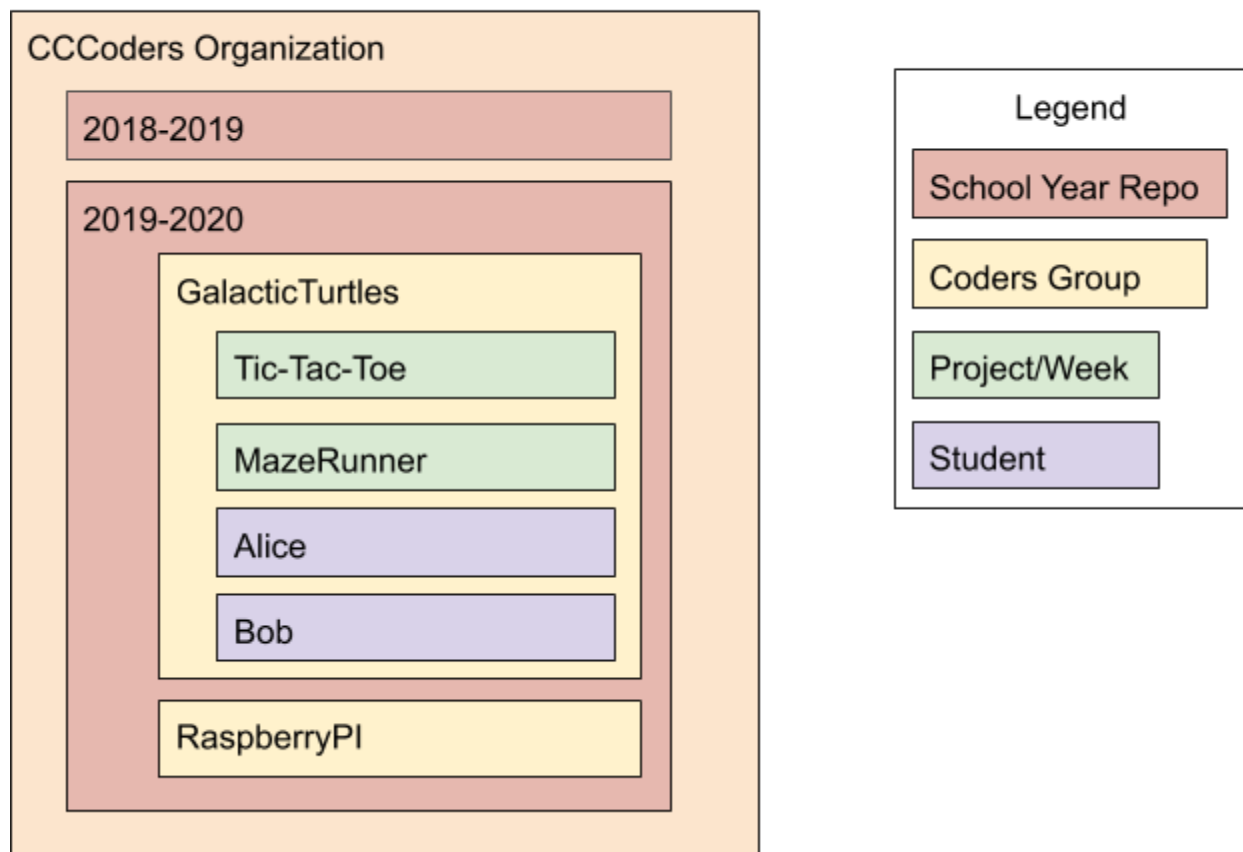 CCCoders Organization
2018-2019
2019-2020
GalacticTurtles
Tic-Tac-Toe
MazeRunner
Alice
Bob
RaspberryPI
Legend
School Year Repo
Coders Group
Project/Week
Student